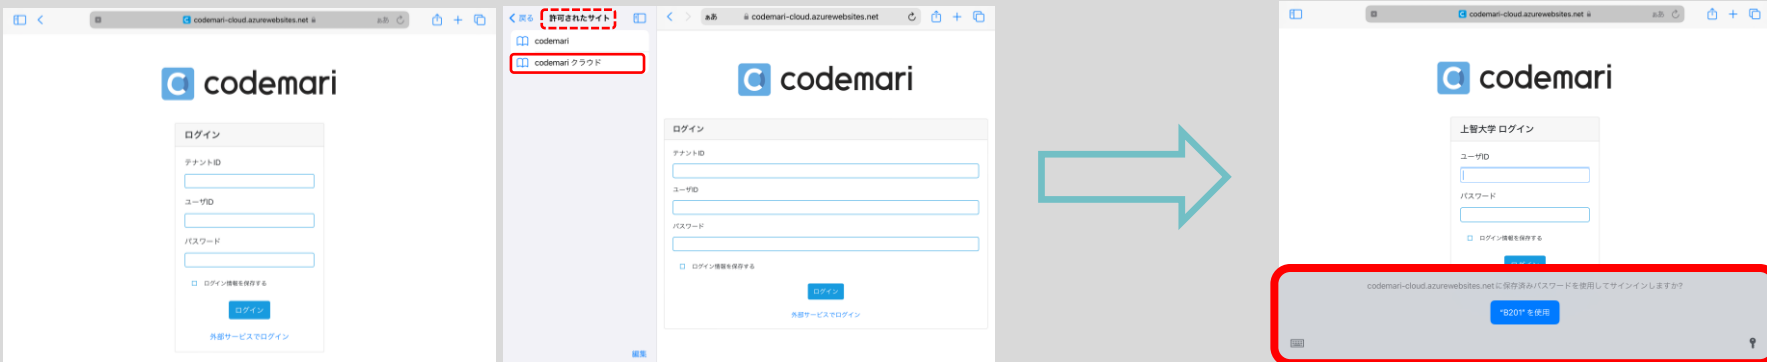 codemari-cloud.azurewebsites.net
ああ
codemari
ログイン
テナントID
ユーザID
パスワード
ログイン情報を保存する
ログイン
外部サービスでログイン
戻る
許可されたサイト
codemari
codemari クラウド
編集
ああ
codemari-cloud.azurewebsites.net
codemari
ログイン
テナントID
ユーザID
パスワード
ログイン情報を保存する
ログイン
外部サービスでログイン
codemari-cloud.azurewebsites.net
ああ
codemari
上智大学 ログイン
ユーザID
パスワード
ログイン情報を保存する
codemari-cloud.azurewebsites.netに保存済みパスワードを使用してサインインしますか?
"B201" を使用